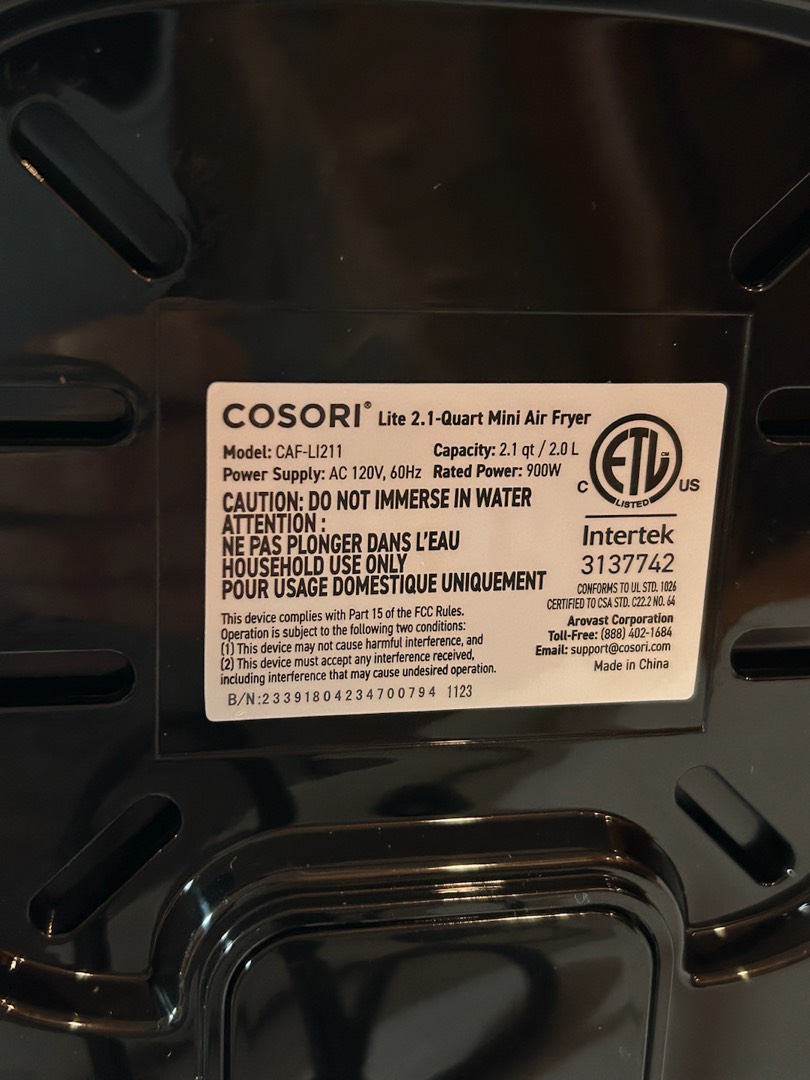 COSORI® Lite 2.1-Quart Mini Air Fryer
Model: CAF-LI211 Capacity: 2.1 qt / 2.0 L
Power Supply: AC 120V, 60Hz Rated Power: 900W
CAUTION: DO NOT IMMERSE IN WATER
ATTENTION :
NE PAS PLONGER DANS L'EAU
HOUSEHOLD USE ONLY
POUR USAGE DOMESTIQUE UNIQUEMENT
This device complies with Part 15 of the FCC Rules.
Operation is subject to the following two conditions:
(1) This device may not cause harmful interference, and
(2) This device must accept any interference received,
including interference that may cause undesired operation.
B/N:23391804234700794 1123
ETL CM
C US
LISTED
Intertek
3137742
CONFORMS TO UL STD. 1026
CERTIFIED TO CSA STD. C22.2 NO. 64
Arovast Corporation
Toll-Free: (888) 402-1684
Email: support@cosori.com
Made in China